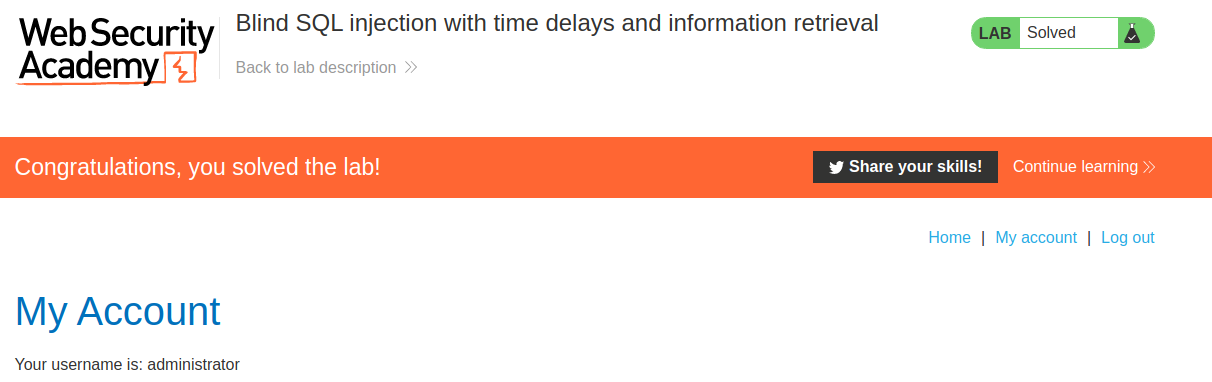 Web Security
Academy
Blind SQL injection with time delays and information retrieval
Back to lab description
LAB Solved
Congratulations, you solved the lab!
Share your skills!
Continue learning
Home | My account | Log out
My Account
Your username is: administrator